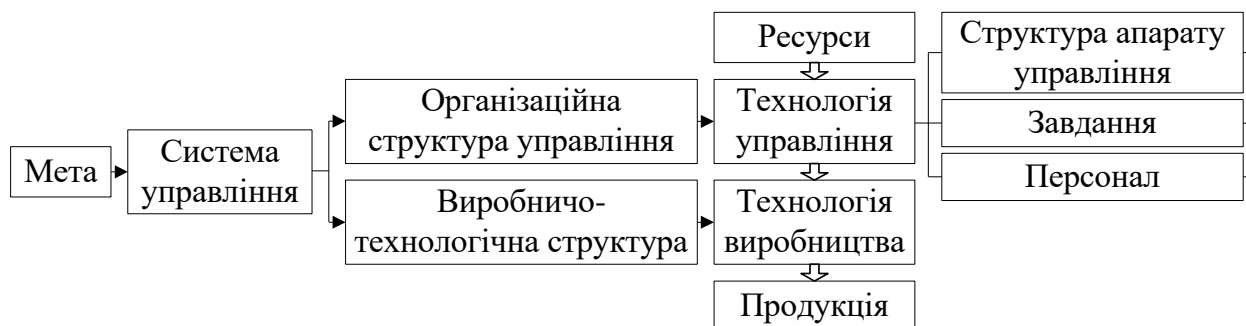 Мета
Система
управління
Організаційна
структура управління
Виробничо-
технологічна структура
Ресурси
Технологія
управління
Технологія
виробництва
Продукція
Структура апарату
управління
Завдання
Персонал